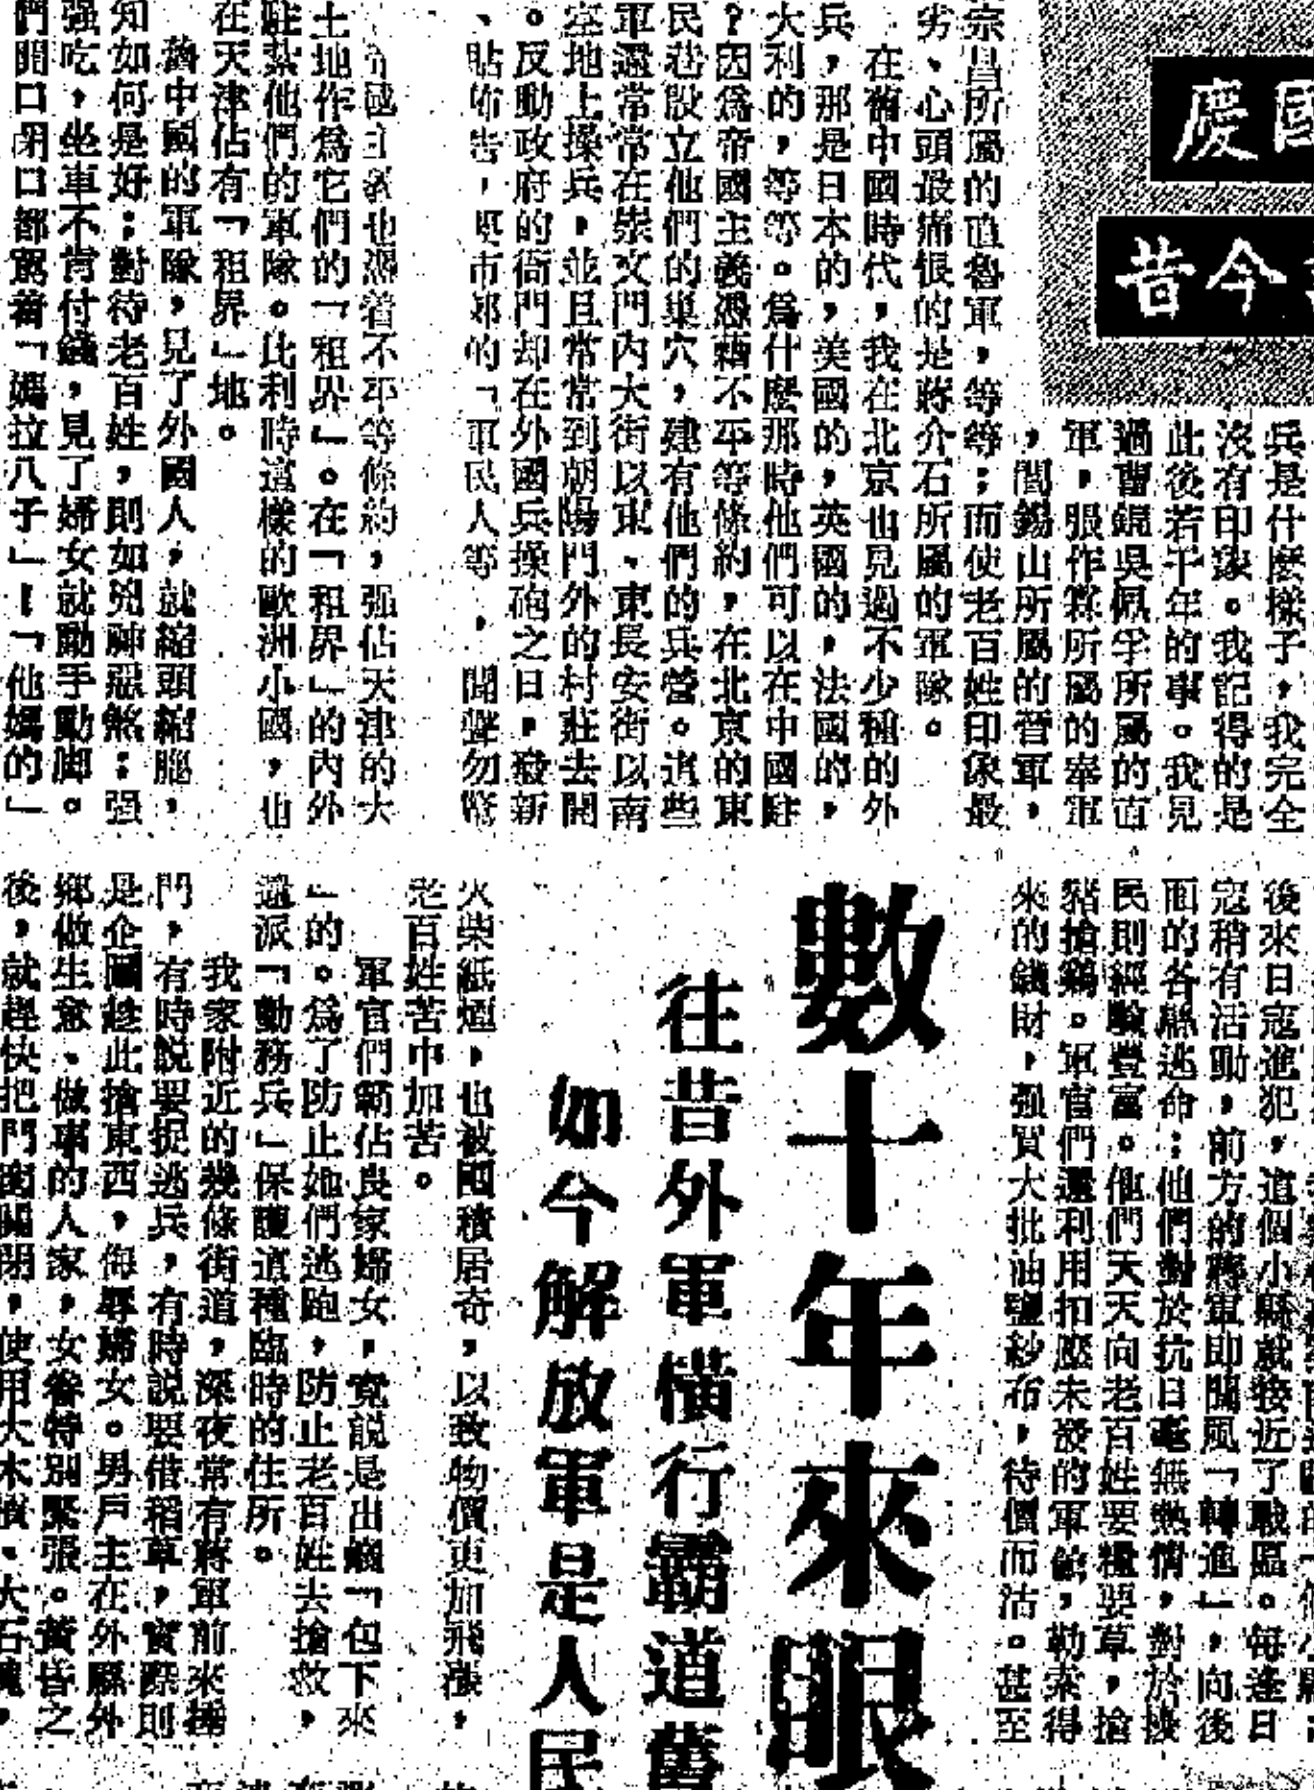 國慶
今昔
兵是什麽樣子，我完全
沒有印象。我記得的是
此後若干年的事。我見
過曹錕吳佩孚所屬的直
軍，張作霖所屬的奉軍
，閻錫山所屬的晉軍，
宗昌所屬的直魯軍，等等；而使老百姓印象最
劣、心頭最痛恨的是蔣介石所屬的軍隊。
在舊中國時代，我在北京也見過不少種的外
兵，那是日本的，美國的，英國的，法國的，
大利的，等等。爲什麽那時他們可以在中國駐
？因爲帝國主義憑藉不平等條約，在北京的東
民巷設立他們的巢穴，建有他們的兵營。這些
軍還常常在崇文門內大街以東、東長安街以南
空地上操兵，並且常常到朝陽門外的村莊去開
。反動政府的衙門却在外國兵操砲之日，發新
、貼佈告，要市郊的「軍民人等，聞聲勿驚
帝國主義也憑着不平等條約，强佔天津的大
土地作爲它們的「租界」。在「租界」的內外
駐紮他們的軍隊。比利時這樣的歐洲小國，也
在天津佔有「租界」地。
舊中國的軍隊，見了外國人，就縮頭縮腦，
知如何是好；對待老百姓，則如兇神惡煞：强
强吃，坐車不肯付錢，見了婦女就動手動脚。
們開口閉口都駡着「媽拉八子」！「他媽的」
後來日寇進犯，這個小縣就接近了戰區。每逢日
寇稍有活動，前方的蔣軍即聞風「轉進」，向後
面的各縣逃命：他們對於抗日毫無熱情，對於擾
民則經驗豐富。他們天天向老百姓要糧要草，搶
豬搶鷄。軍官們還利用扣壓未發的軍餉，勒索得
來的錢財，强買大批油鹽紗布，待價而沽。甚至
數十年來眼
往昔外軍橫行霸道舊
如今解放軍是人民
火柴紙煙，也被囤積居奇，以致物價更加飛漲，
老百姓苦中加苦。
軍官們霸佔良家婦女，竟說是出錢「包下來
」的。爲了防止她們逃跑，防止老百姓去搶救，
還派「勤務兵」保護這種臨時的住所。
我家附近的幾條街道，深夜常有蔣軍前來捶
門，有時說要捉逃兵，有時說要借稻草，實際則
是企圖趁此搶東西，侮辱婦女。男戶主在外縣外
鄉做生意、做事的人家，女眷特別緊張。黃昏之
後，就趕快把門窗關閉，使用大木槓、大石塊，